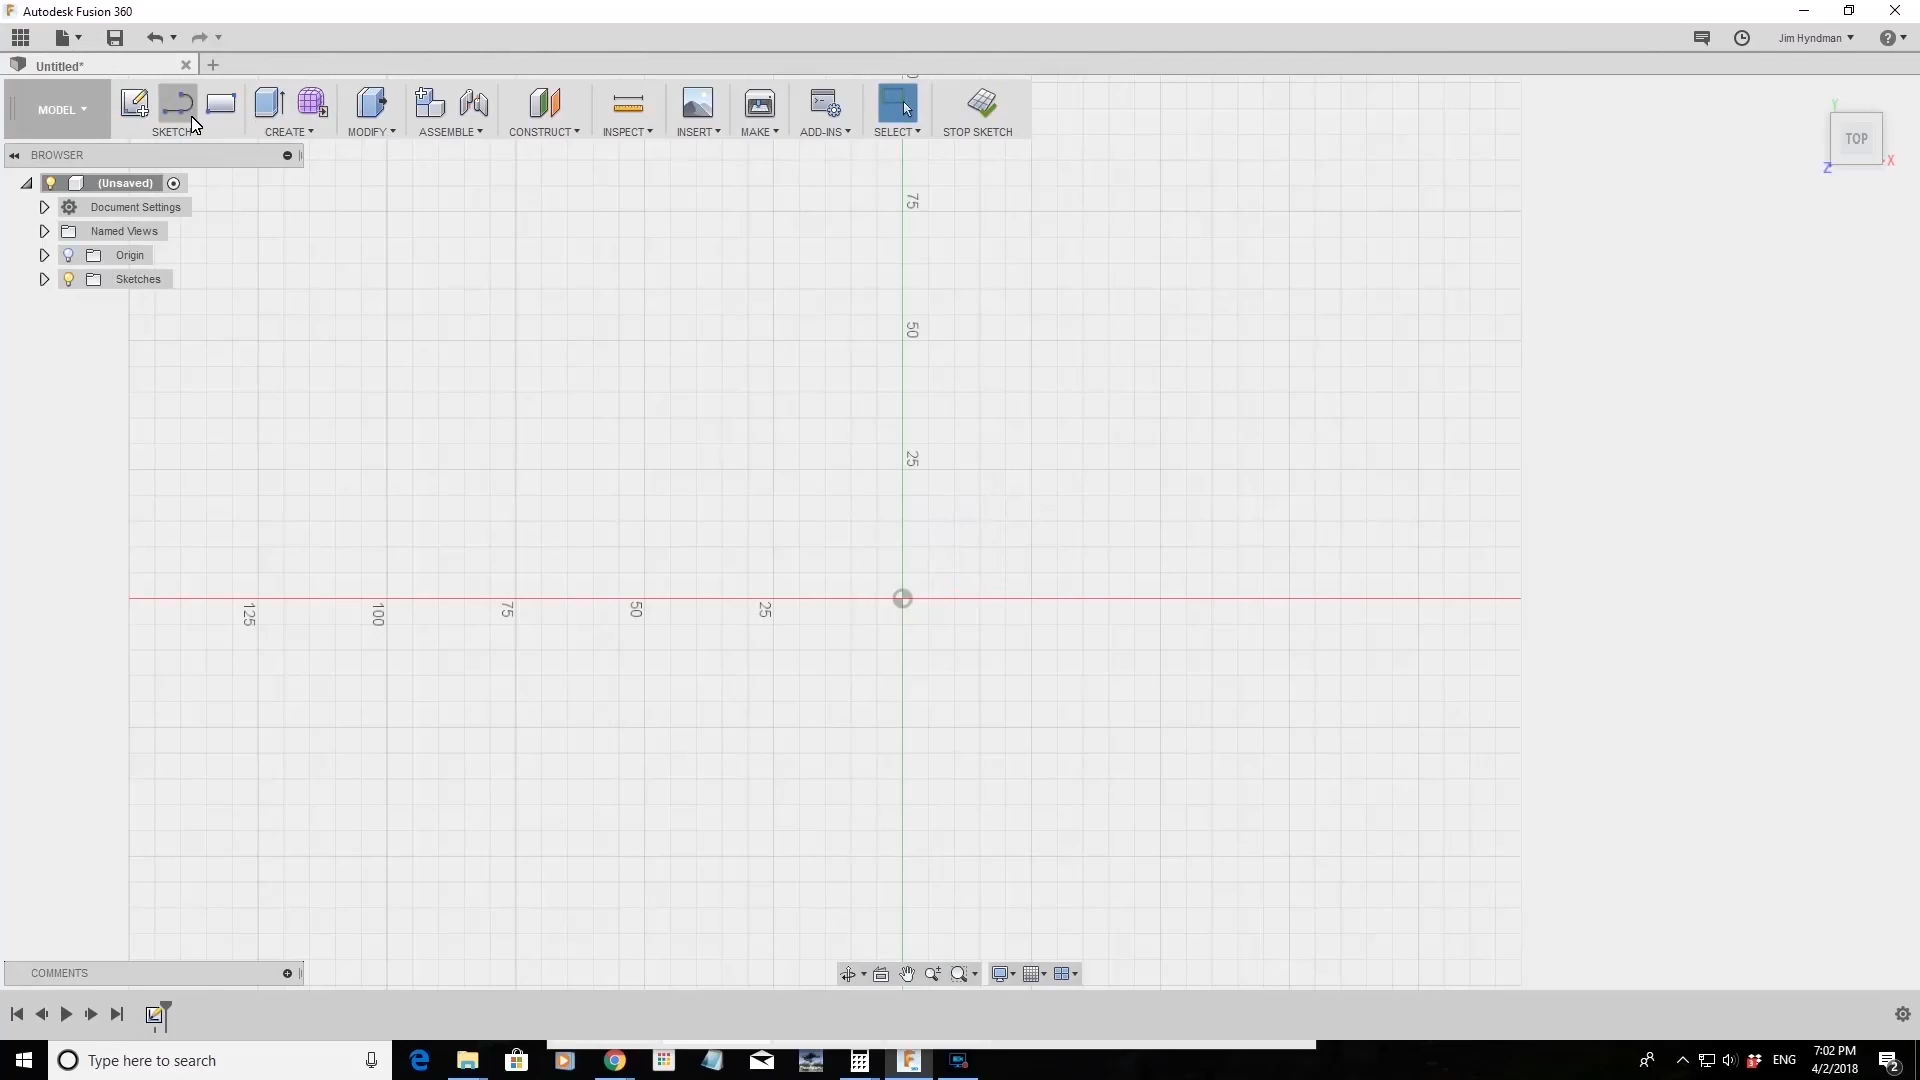 Autodesk Fusion 360
Jim Hyndman
Untitled*
MODEL
SKETCH
CREATE
MODIFY
ASSEMBLE
CONSTRUCT
INSPECT
INSERT
MAKE
ADD-INS
SELECT
STOP SKETCH
BROWSER
(Unsaved)
Document Settings
Named Views
Origin
Sketches
TOP
Y
X
Z
75
50
25
125
100
75
50
25
COMMENTS
Type here to search
ENG
7:02 PM
4/2/2018
2